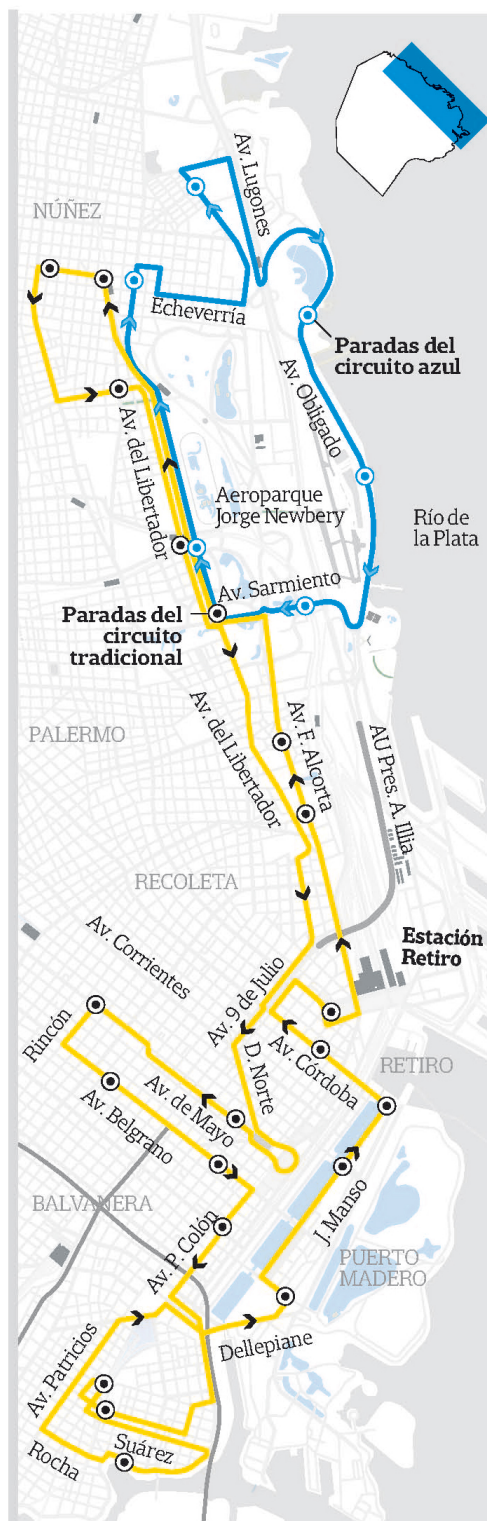 Av. Lugones
NÚÑEZ
Echeverría
Paradas del
circuito azul
Av. Obligado
Av. del Libertador
Aeroparque
Jorge Newbery
Río de
la Plata
Av. Sarmiento
Paradas del
circuito
tradicional
PALERMO
Av. del Libertador
Av. F. Alcorta
AU Pres. A. Illia
RECOLETA
Av. Corrientes
Estación
Retiro
Av. 9 de Julio
Rincón
D. Norte
Av. Córdoba
RETIRO
Av. de Mayo
Av. Belgrano
BALVANERA
J. Manso
Av. P. Colón
PUERTO
MADERO
Dellepiane
Av. Patricios
Suárez
Rocha